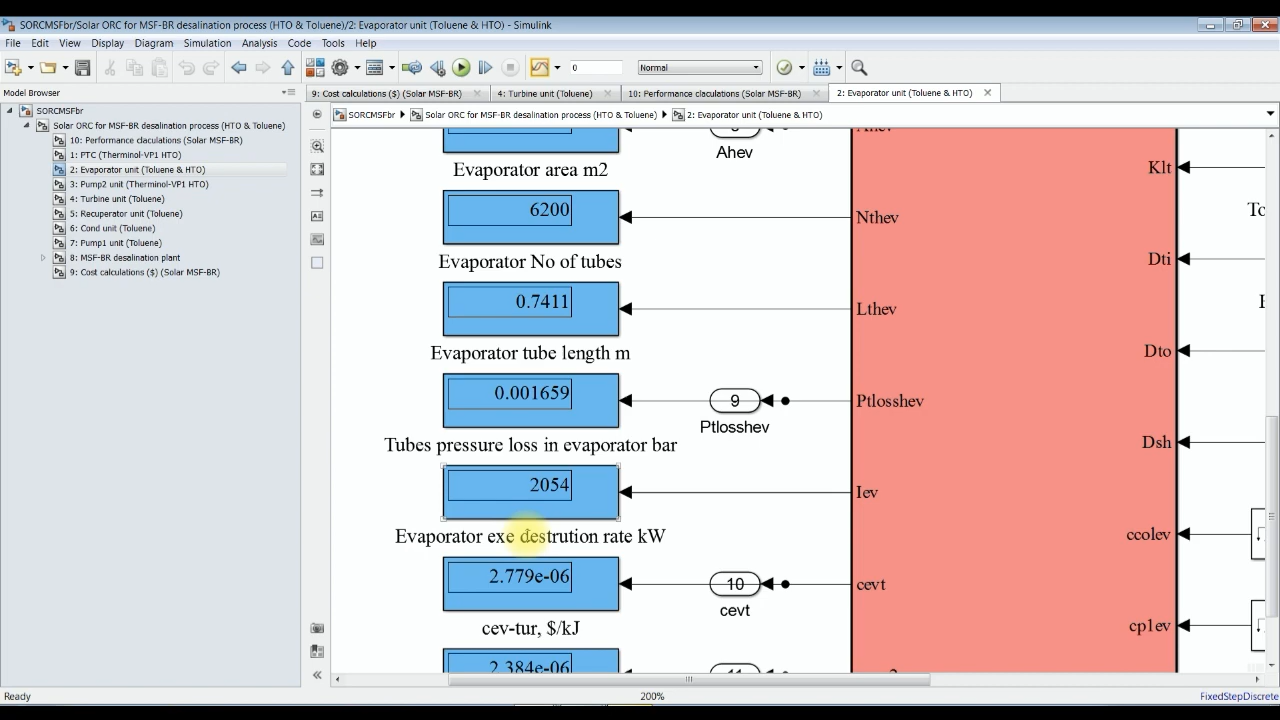 SORCMSFbr/Solar ORC for MSF-BR desalination process (HTO & Toluene)/2: Evaporator unit (Toluene & HTO) - Simulink
File Edit View Display Diagram Simulation Analysis Code Tools Help
0 Normal
Model Browser
9: Cost calculations ($) (Solar MSF-BR) 4: Turbine unit (Toluene) 10: Performance claculations (Solar MSF-BR) 2: Evaporator unit (Toluene & HTO)
SORCMSFbr
Solar ORC for MSF-BR desalination process (HTO & Toluene)
10: Performance claculations (Solar MSF-BR)
1: PTC (Therminol-VP1 HTO)
2: Evaporator unit (Toluene & HTO)
3: Pump2 unit (Therminol-VP1 HTO)
4: Turbine unit (Toluene)
5: Recuperator unit (Toluene)
6: Cond unit (Toluene)
7: Pump1 unit (Toluene)
8: MSF-BR desalination plant
9: Cost calculations ($) (Solar MSF-BR)
SORCMSFbr Solar ORC for MSF-BR desalination process (HTO & Toluene) 2: Evaporator unit (Toluene & HTO)
Ahev
Evaporator area m2
Klt
6200
Nthev
Evaporator No of tubes
Dti
0.7411
Lthev
Evaporator tube length m
Dto
0.001659
9
Ptlosshev
Ptlosshev
Tubes pressure loss in evaporator bar
Dsh
2054
Iev
Evaporator exe destrution rate kW
ccolev
2.779e-06
10
cevt
cevt
cev-tur, $/kJ
cp1ev
2.384e-06
11
Ready 200% FixedStepDiscrete